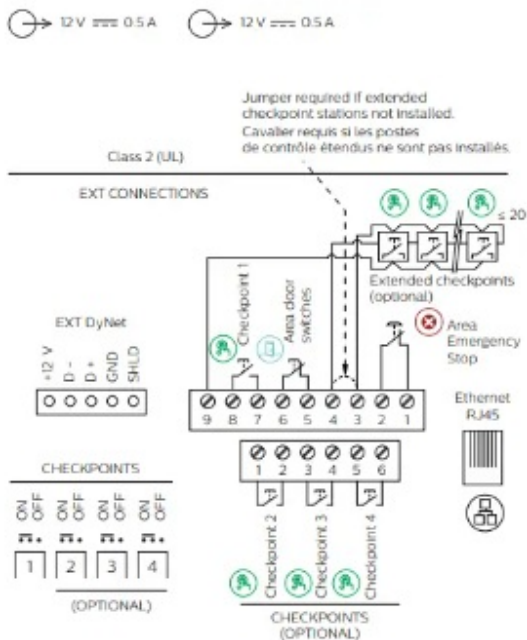 12 V 0.5 A
12 V 0.5 A
Jumper required if extended
checkpoint stations not installed.
Cavalier requis si les postes
de contrôle étendus ne sont pas installés.
Class 2 (UL)
EXT CONNECTIONS
≤ 20
Extended checkpoints
(optional)
Checkpoint 1
Area door
switches
Area
Emergency
Stop
EXT DyNet
+12 V
D -
D +
GND
SHLD
9 8 7 6 5 4 3 2 1
Ethernet
RJ45
1 2 3 4 5 6
CHECKPOINTS
ON OFF ON OFF ON OFF ON OFF
1 2 3 4
(OPTIONAL)
Checkpoint 2
Checkpoint 3
Checkpoint 4
CHECKPOINTS
(OPTIONAL)